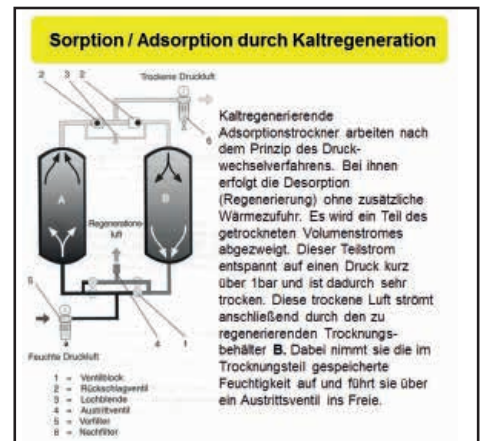 Sorption / Adsorption durch Kaltregeneration
2 3 2 Trockene Druckluft
6
A
B
Regenerations-
luft
5
4 1
Feuchte Druckluft
1 = Ventilblock
2 = Rückschlagventil
3 = Lochblende
4 = Austrittventil
5 = Vorfilter
6 = Nachfilter
Kaltregenerierende
Adsorptionstrockner arbeiten nach
dem Prinzip des Druck-
wechselverfahrens. Bei ihnen
erfolgt die Desorption
(Regenerierung) ohne zusätzliche
Wärmezufuhr. Es wird ein Teil des
getrockneten Volumenstromes
abgezweigt. Dieser Teilstrom
entspannt auf einen Druck kurz
über 1bar und ist dadurch sehr
trocken. Diese trockene Luft strömt
anschließend durch den zu
regenerierenden Trocknungs-
behälter B. Dabei nimmt sie die im
Trocknungsteil gespeicherte
Feuchtigkeit auf und führt sie über
ein Austrittsventil ins Freie.